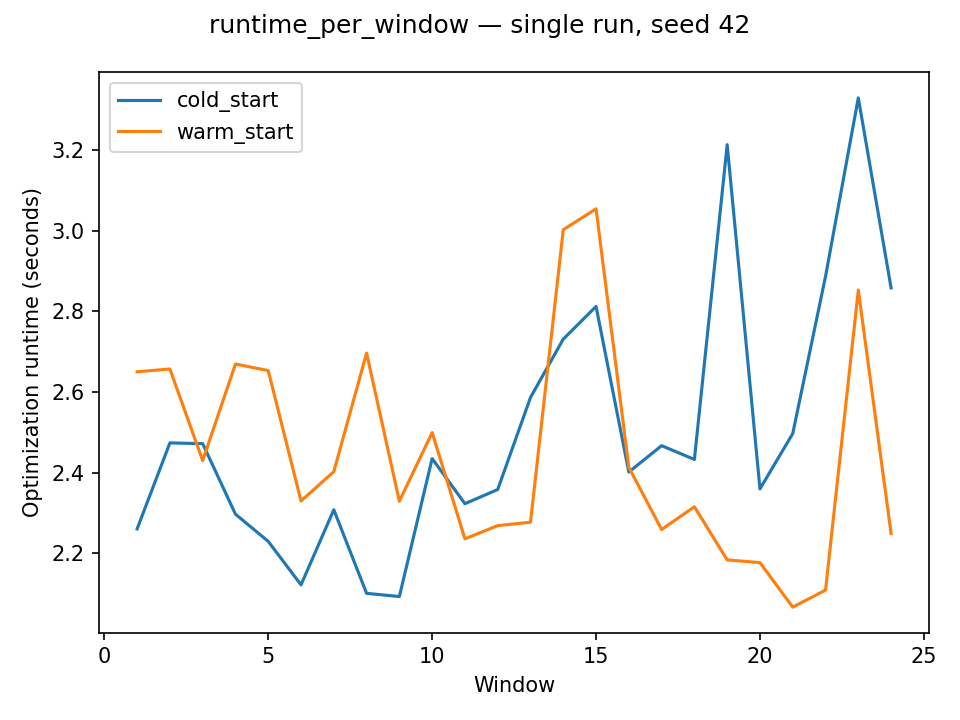 runtime_per_window — single run, seed 42
cold_start
warm_start
Optimization runtime (seconds)
3.2
3.0
2.8
2.6
2.4
2.2
0 5 10 15 20 25
Window